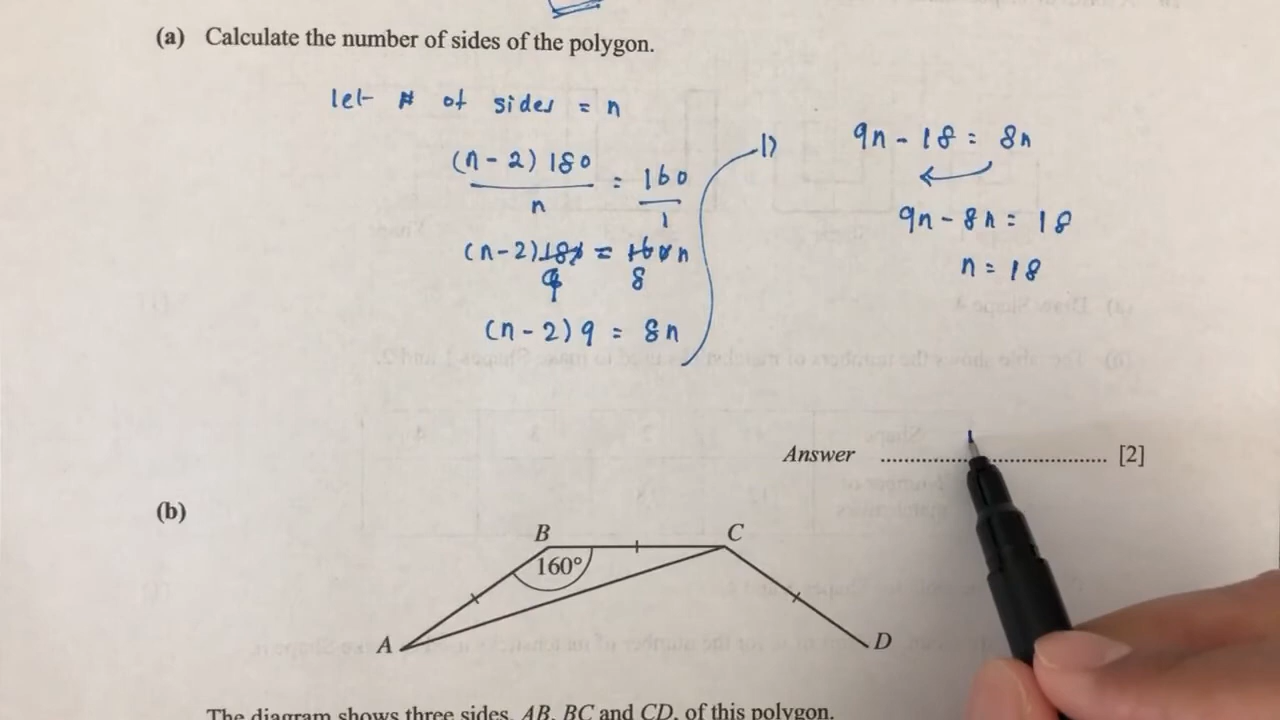 (a) Calculate the number of sides of the polygon.
let # of sides = n
(n - 2) 180 / n = 160 / 1
(n-2) 180 = 160 n
9 8
(n - 2) 9 = 8n
9n - 18 = 8n
9n - 8n = 18
n = 18
Answer ........................................ [2]
(b)
B C
160°
A D
The diagram shows three sides, AB, BC and CD, of this polygon.